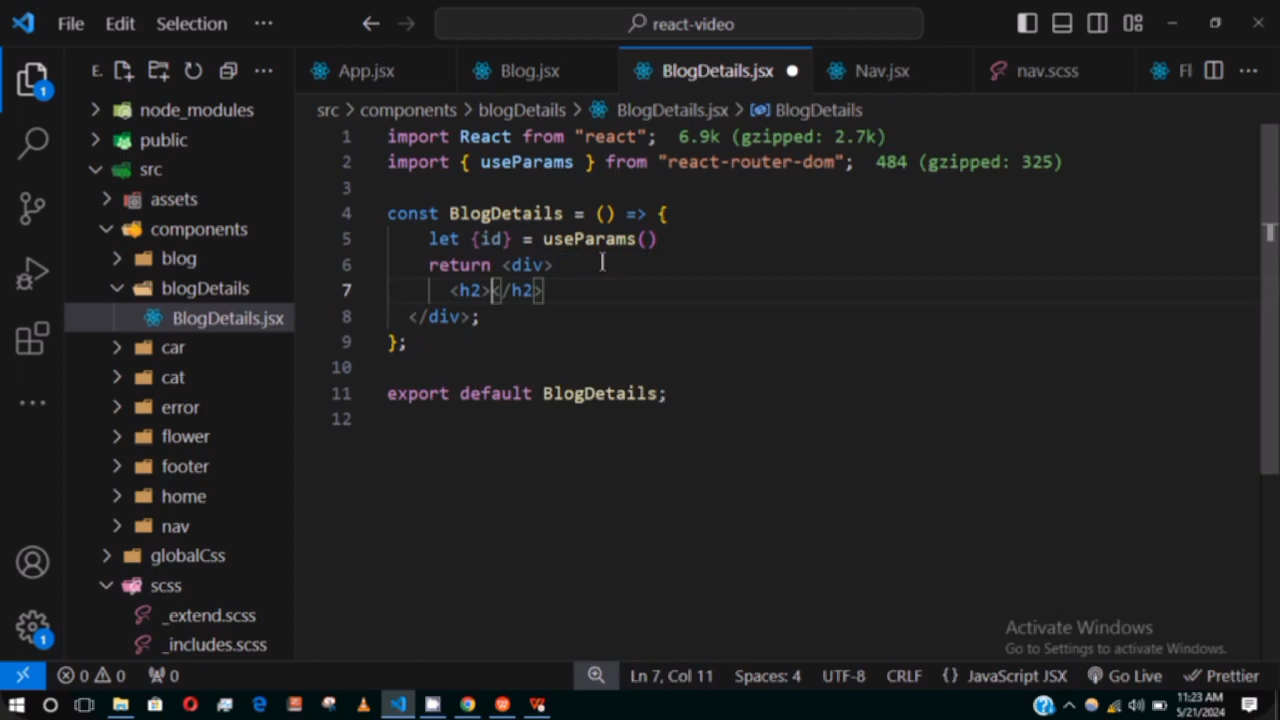 File Edit Selection ··· react-video
E. ··· App.jsx Blog.jsx BlogDetails.jsx Nav.jsx nav.scss Fl ···
src > components > blogDetails > BlogDetails.jsx > BlogDetails
node_modules
public
src
assets
components
blog
blogDetails
BlogDetails.jsx
car
cat
error
flower
footer
home
nav
globalCss
scss
_extend.scss
_includes.scss
1
1
1 import React from "react"; 6.9k (gzipped: 2.7k)
2 import { useParams } from "react-router-dom"; 484 (gzipped: 325)
3
4 const BlogDetails = () => {
5 let {id} = useParams()
6 return <div>
7 <h2></h2>
8 </div>;
9 };
10
11 export default BlogDetails;
12
Activate Windows
Go to Settings to activate Windows.
0 0 0 Ln 7, Col 11 Spaces: 4 UTF-8 CRLF {} JavaScript JSX Go Live Prettier
11:23 AM
5/21/2024